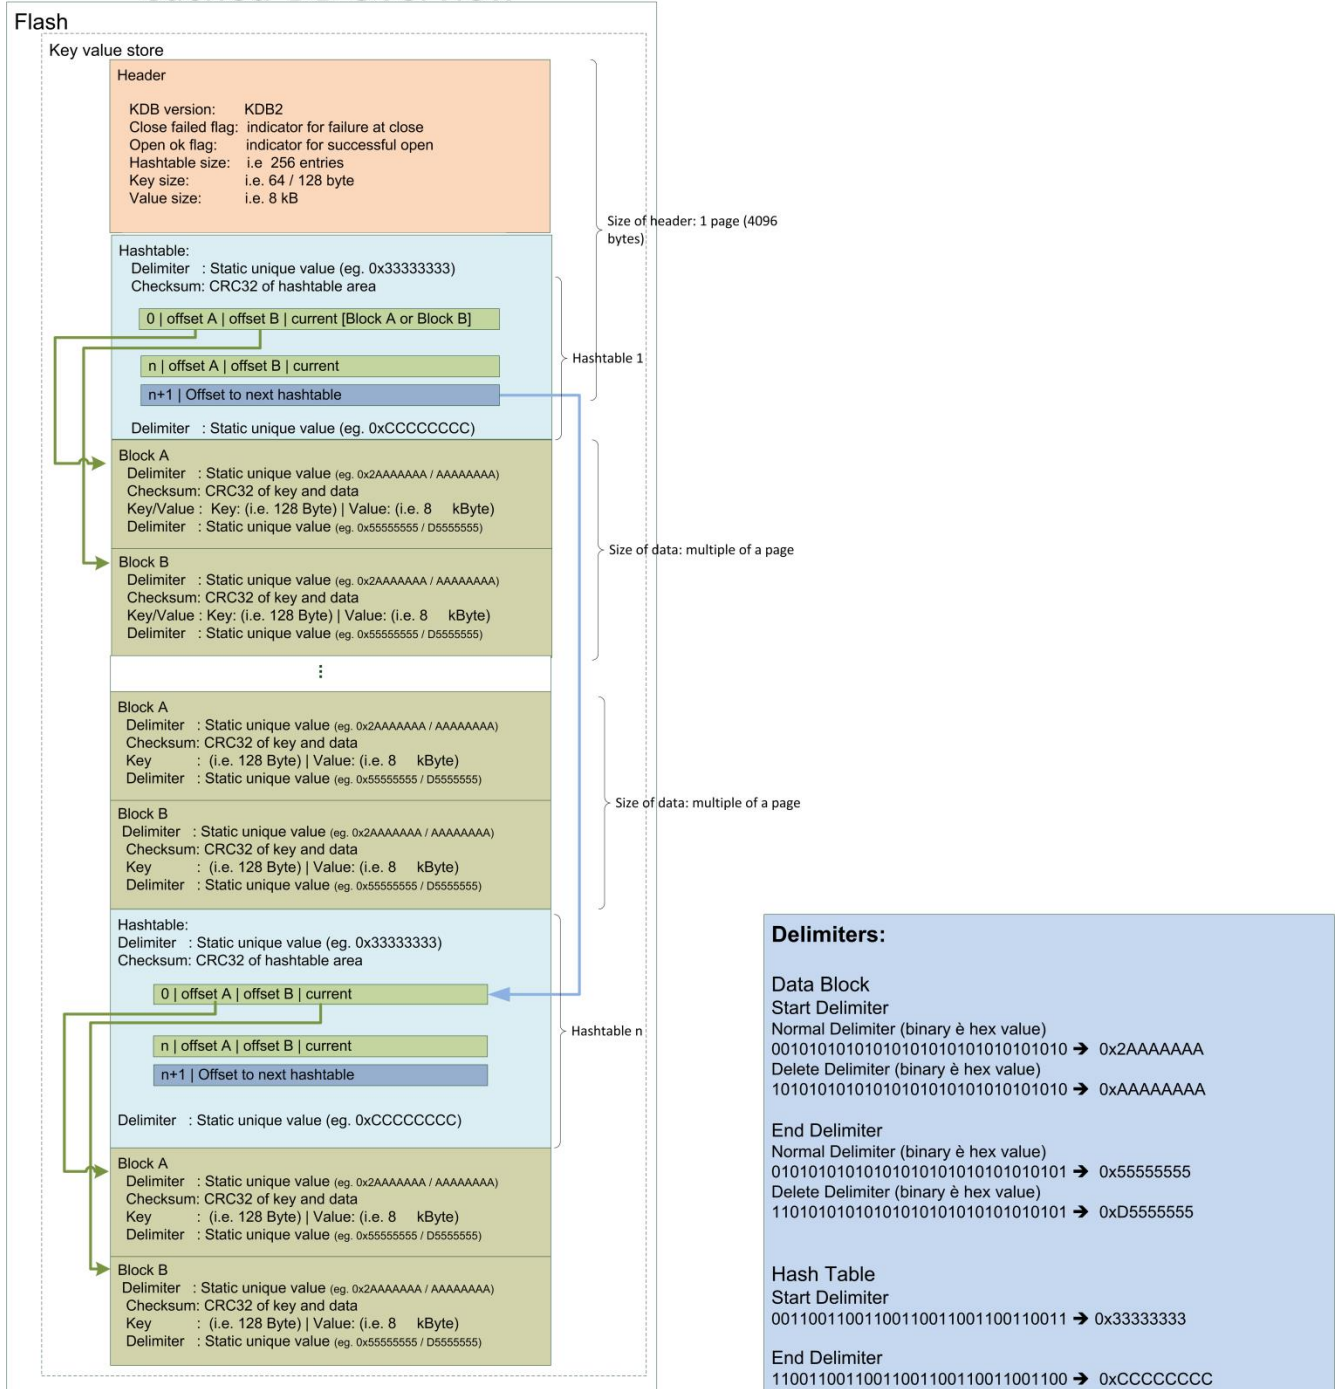 Flash
Key value store
Header
KDB version: KDB2
Close failed flag: indicator for failure at close
Open ok flag: indicator for successful open
Hashtable size: i.e 256 entries
Key size: i.e. 64 / 128 byte
Value size: i.e. 8 kB
Size of header: 1 page (4096
bytes)
Hashtable:
Delimiter : Static unique value (eg. 0x33333333)
Checksum: CRC32 of hashtable area
0 | offset A | offset B | current [Block A or Block B]
n | offset A | offset B | current
n+1 | Offset to next hashtable
Delimiter : Static unique value (eg. 0xCCCCCCCC)
Hashtable 1
Block A
Delimiter : Static unique value (eg. 0x2AAAAAAA / AAAAAAAA)
Checksum: CRC32 of key and data
Key/Value : Key: (i.e. 128 Byte) | Value: (i.e. 8 kByte)
Delimiter : Static unique value (eg. 0x55555555 / D5555555)
Block B
Delimiter : Static unique value (eg. 0x2AAAAAAA / AAAAAAAA)
Checksum: CRC32 of key and data
Key/Value : Key: (i.e. 128 Byte) | Value: (i.e. 8 kByte)
Delimiter : Static unique value (eg. 0x55555555 / D5555555)
Size of data: multiple of a page
⋮
Block A
Delimiter : Static unique value (eg. 0x2AAAAAAA / AAAAAAAA)
Checksum: CRC32 of key and data
Key : (i.e. 128 Byte) | Value: (i.e. 8 kByte)
Delimiter : Static unique value (eg. 0x55555555 / D5555555)
Block B
Delimiter : Static unique value (eg. 0x2AAAAAAA / AAAAAAAA)
Checksum: CRC32 of key and data
Key : (i.e. 128 Byte) | Value: (i.e. 8 kByte)
Delimiter : Static unique value (eg. 0x55555555 / D5555555)
Size of data: multiple of a page
Hashtable:
Delimiter : Static unique value (eg. 0x33333333)
Checksum: CRC32 of hashtable area
0 | offset A | offset B | current
n | offset A | offset B | current
n+1 | Offset to next hashtable
Delimiter : Static unique value (eg. 0xCCCCCCCC)
Hashtable n
Block A
Delimiter : Static unique value (eg. 0x2AAAAAAA / AAAAAAAA)
Checksum: CRC32 of key and data
Key : (i.e. 128 Byte) | Value: (i.e. 8 kByte)
Delimiter : Static unique value (eg. 0x55555555 / D5555555)
Block B
Delimiter : Static unique value (eg. 0x2AAAAAAA / AAAAAAAA)
Checksum: CRC32 of key and data
Key : (i.e. 128 Byte) | Value: (i.e. 8 kByte)
Delimiter : Static unique value (eg. 0x55555555 / D5555555)
Delimiters:
Data Block
Start Delimiter
Normal Delimiter (binary è hex value)
00101010101010101010101010101010 ➔ 0x2AAAAAAA
Delete Delimiter (binary è hex value)
10101010101010101010101010101010 ➔ 0xAAAAAAAA
End Delimiter
Normal Delimiter (binary è hex value)
01010101010101010101010101010101 ➔ 0x55555555
Delete Delimiter (binary è hex value)
11010101010101010101010101010101 ➔ 0xD5555555
Hash Table
Start Delimiter
00110011001100110011001100110011 ➔ 0x33333333
End Delimiter
11001100110011001100110011001100 ➔ 0xCCCCCCCC